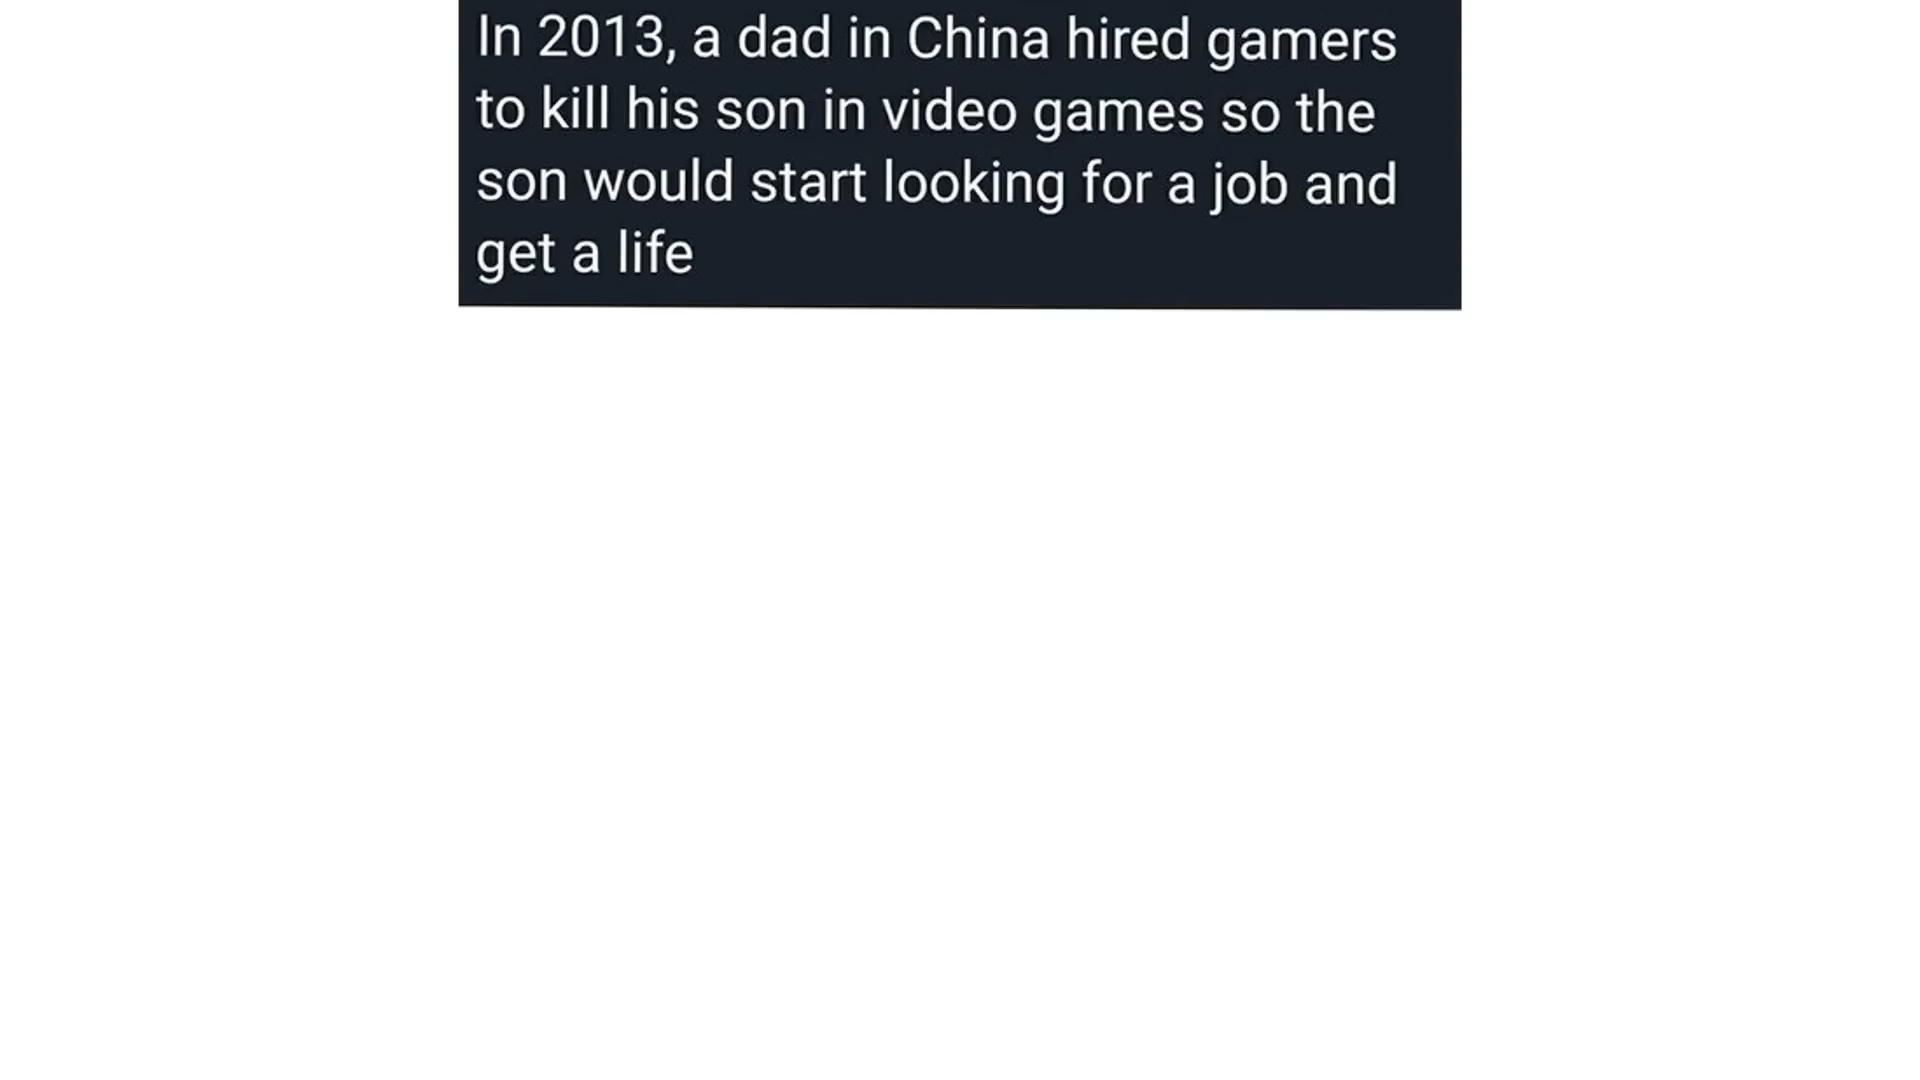 In 2013, a dad in China hired gamers
to kill his son in video games so the
son would start looking for a job and
get a life